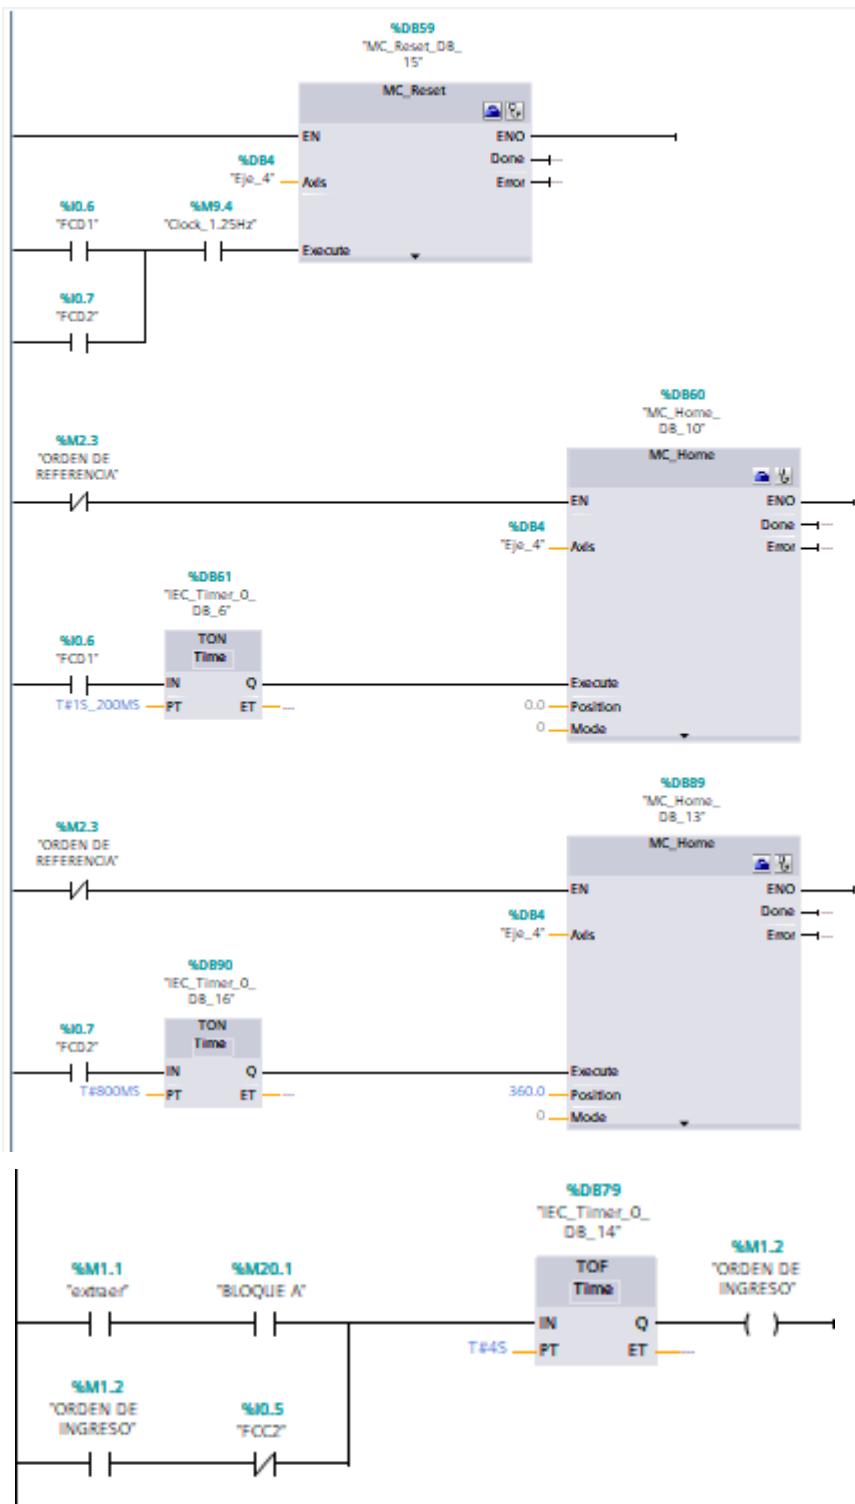 %DB59
"MC_Reset_DB_
15"
MC_Reset
EN ENO
Done
%DB4
"Eje_4" Axis Error
%I0.6 %M9.4
"FCD1" "Clock_1.25Hz"
Execute
%I0.7
"FCD2"
%DB60
"MC_Home_
DB_10"
%M2.3
"ORDEN DE
REFERENCIA"
MC_Home
EN ENO
Done
%DB4
"Eje_4" Axis Error
%DB61
"IEC_Timer_0_
DB_6"
%I0.6
"FCD1"
TON
Time
IN Q Execute
T#1S_200MS PT ET ... 0.0 Position
0 Mode
%DB89
"MC_Home_
DB_13"
%M2.3
"ORDEN DE
REFERENCIA"
MC_Home
EN ENO
Done
%DB4
"Eje_4" Axis Error
%DB90
"IEC_Timer_0_
DB_16"
%I0.7
"FCD2"
TON
Time
IN Q Execute
T#800MS PT ET ... 360.0 Position
0 Mode
%DB79
"IEC_Timer_0_
DB_14"
%M1.1 %M20.1 TOF %M1.2
"extraer" "BLOQUE A" Time "ORDEN DE
INGRESO"
IN Q
T#4S PT ET ...
%M1.2
"ORDEN DE
INGRESO"
%I0.5
"FCC2"